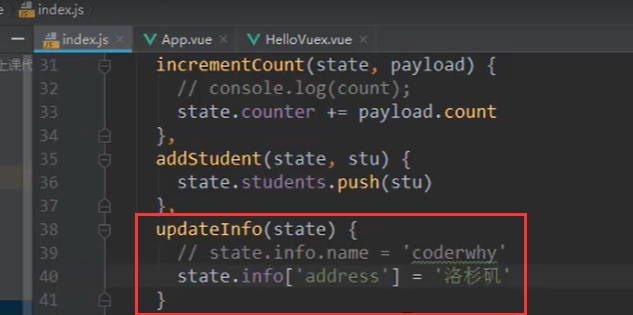 index.js
index.js App.vue HelloVuex.vue
上课代
31 incrementCount(state, payload) {
32 // console.log(count);
33 state.counter += payload.count
34 },
35 addStudent(state, stu) {
36 state.students.push(stu)
37 },
38 updateInfo(state) {
39 // state.info.name = 'coderwhy'
40 state.info['address'] = '洛杉矶'
41 }